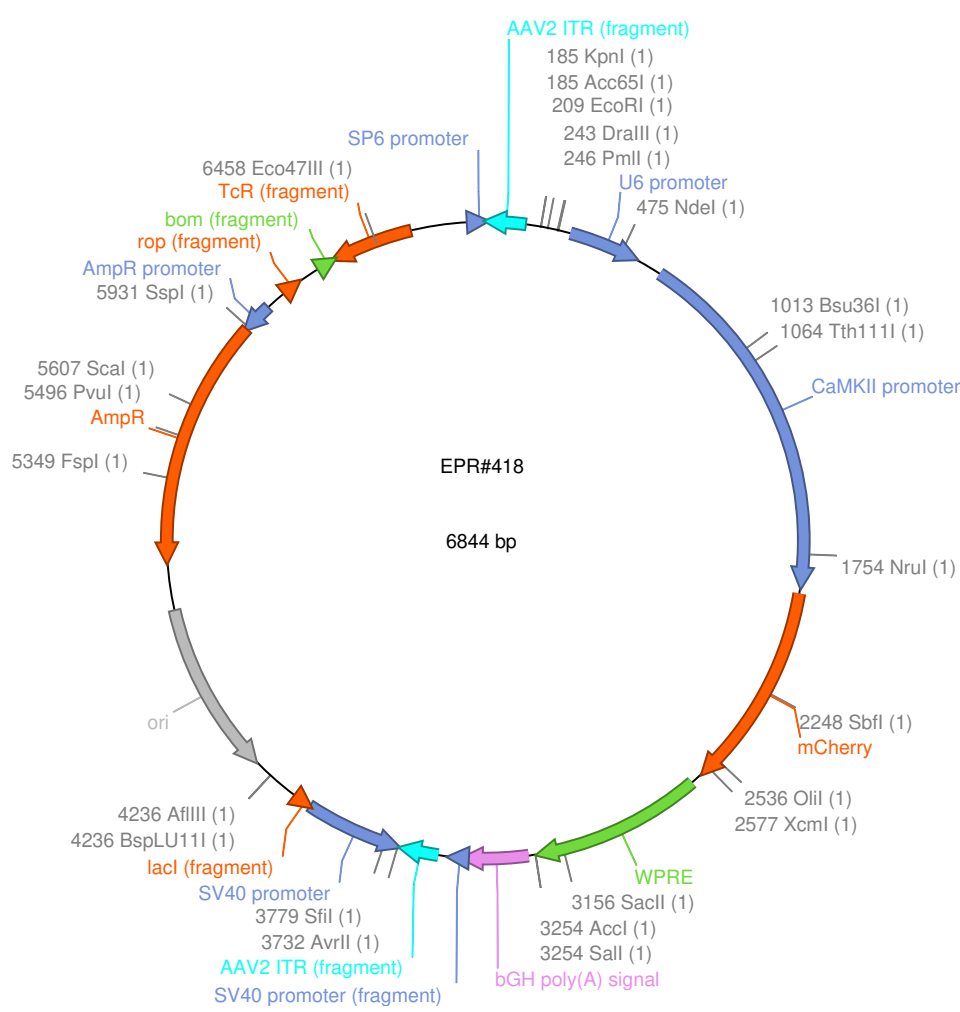 AAV2 ITR (fragment)
185 KpnI (1)
185 Acc65I (1)
209 EcoRI (1)
243 DraIII (1)
246 PmlI (1)
U6 promoter
475 NdeI (1)
SP6 promoter
6458 Eco47III (1)
TcR (fragment)
bom (fragment)
rop (fragment)
AmpR promoter
5931 SspI (1)
1013 Bsu36I (1)
1064 Tth111I (1)
CaMKII promoter
5607 ScaI (1)
5496 PvuI (1)
AmpR
5349 FspI (1)
EPR#418
6844 bp
1754 NruI (1)
2248 SbfI (1)
mCherry
ori
2536 OliI (1)
2577 XcmI (1)
4236 AflIII (1)
4236 BspLU11I (1)
lacI (fragment)
SV40 promoter
3779 SfiI (1)
3732 AvrII (1)
AAV2 ITR (fragment)
SV40 promoter (fragment)
WPRE
3156 SacII (1)
3254 AccI (1)
3254 SalI (1)
bGH poly(A) signal